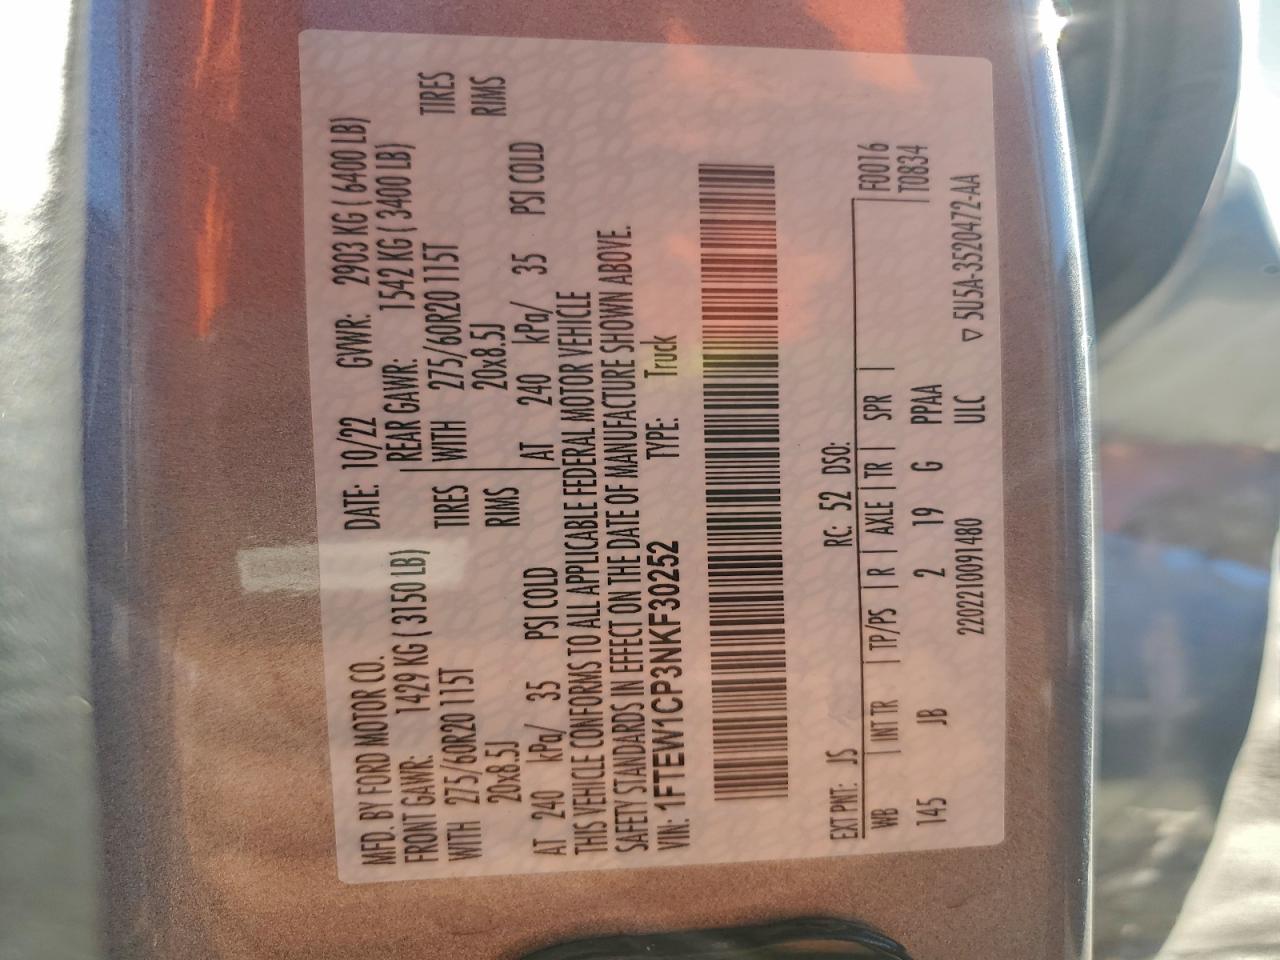 MFD. BY FORD MOTOR CO. DATE: 10/22 GVWR: 2903 KG ( 6400 LB)
FRONT GAWR: 1429 KG ( 3150 LB) REAR GAWR: 1542 KG ( 3400 LB)
WITH 275/60R20 115T TIRES WITH 275/60R20 115T TIRES
20x8.5J RIMS 20x8.5J RIMS
AT 240 kPa/ 35 PSI COLD AT 240 kPa/ 35 PSI COLD
THIS VEHICLE CONFORMS TO ALL APPLICABLE FEDERAL MOTOR VEHICLE
SAFETY STANDARDS IN EFFECT ON THE DATE OF MANUFACTURE SHOWN ABOVE.
VIN: 1FTEW1CP3NKF30252 TYPE: Truck
EXT PNT: JS RC: 52 DSO:
WB INT TR TP/PS R AXLE TR SPR F0016
145 JB 2 19 G PPAA T0834
220221009 1480 ULC ▽ 5U5A-3520472-AA